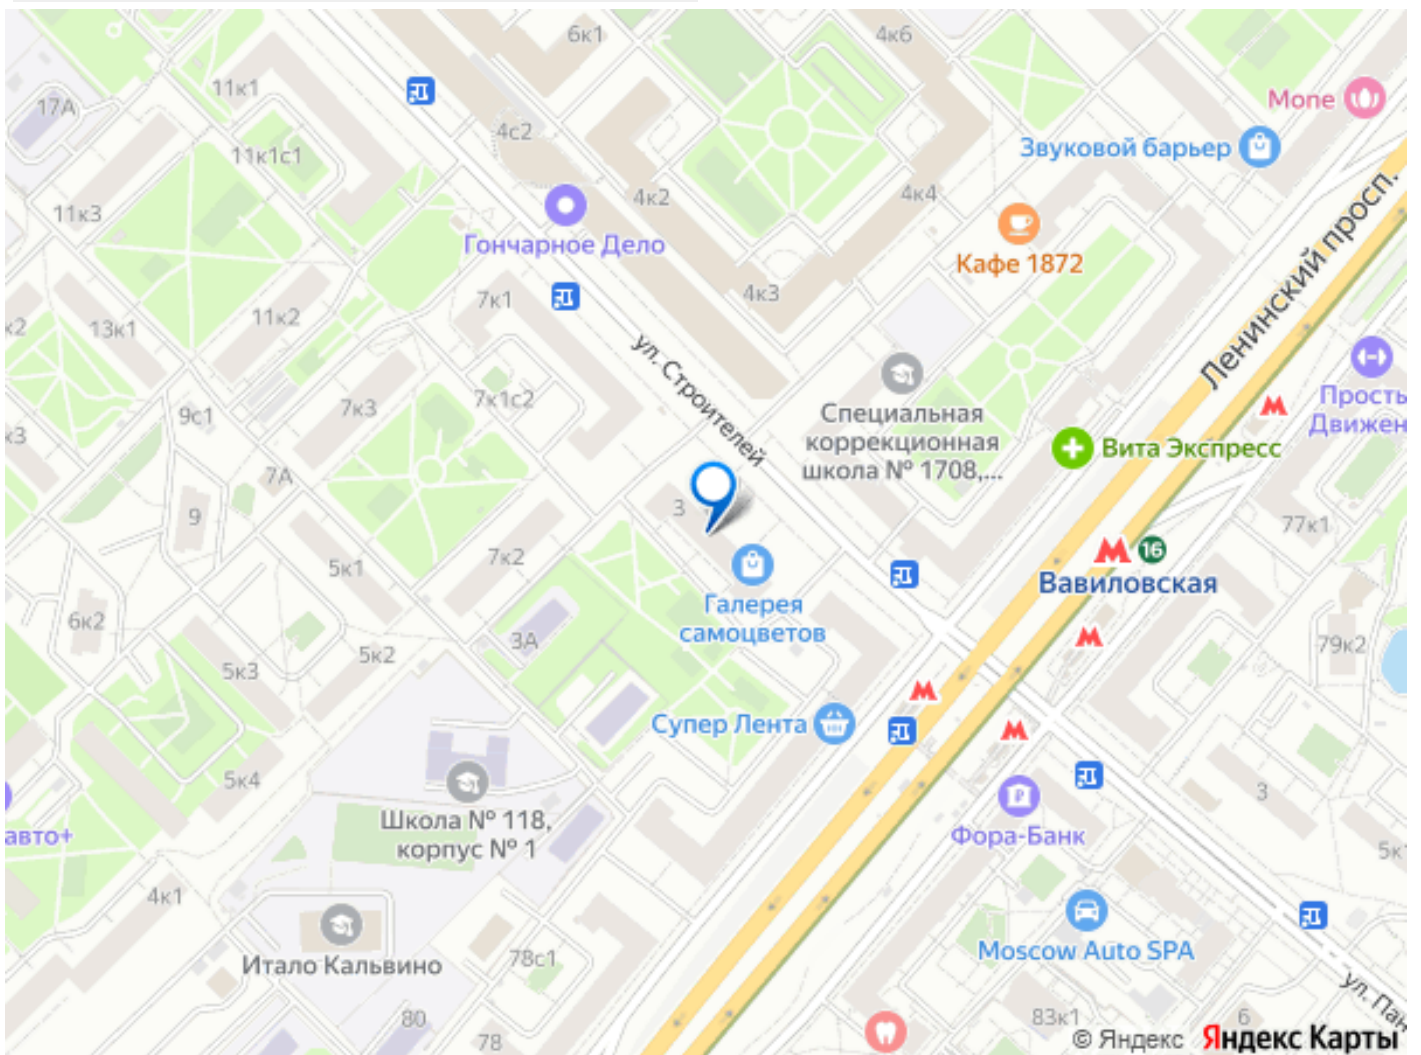 6к1
4к6
11к1
17А
Моне
4с2
Звуковой барьер
11к1с1
4к2
4к4
11к3
Гончарное Дело
Кафе 1872
Ленинский просп.
7к1
4к3
11к2
к2
13к1
ул. Строителей
7к1с2
7к3
9с1
к3
Специальная
коррекционная
школа № 1708,...
Просты
Движен
Вита Экспресс
7А
3
9
77к1
16
Вавиловская
7к2
5к1
Галерея
самоцветов
6к2
3А
79к2
5к2
5к3
Супер Лента
5к4
3
Школа № 118,
корпус № 1
авто+
Фора-Банк
5к
4к1
Итало Кальвино
78с1
Moscow Auto SPA
ул. Пан
80
78
83к1
6
© Яндекс Яндекс Карты